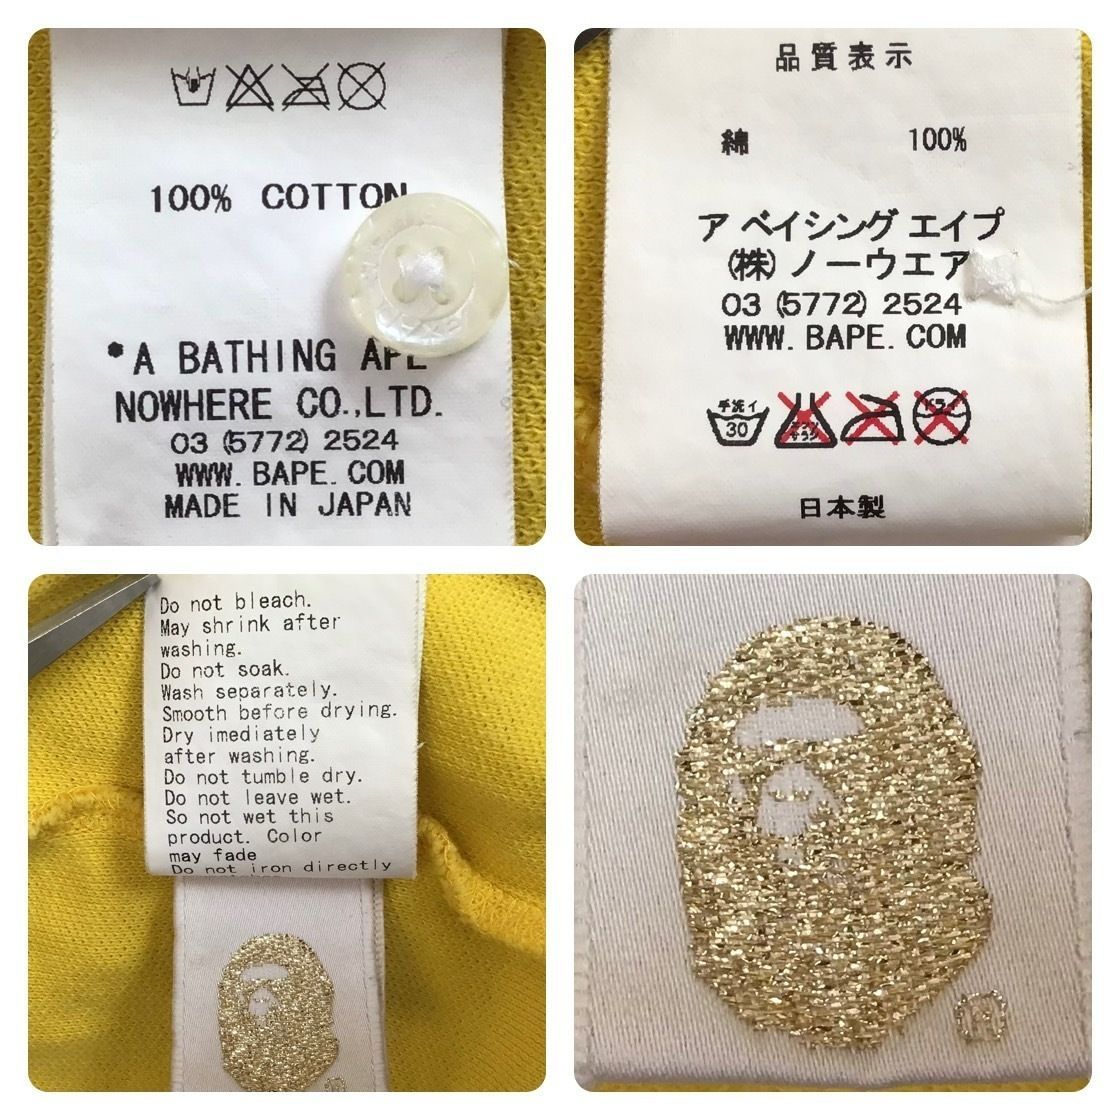 100% COTTON
*A BATHING APE
NOWHERE CO.,LTD.
03 (5772) 2524
WWW. BAPE. COM
MADE IN JAPAN
品質表示
綿 100%
ア ベイシング エイプ
(株) ノーウエア
03 (5772) 2524
WWW. BAPE. COM
手洗イ
30
日本製
Do not bleach.
May shrink after
washing.
Do not soak.
Wash separately.
Smooth before drying.
Dry imediately
after washing.
Do not tumble dry.
Do not leave wet.
So not wet this
product. Color
may fade
Do not iron directly